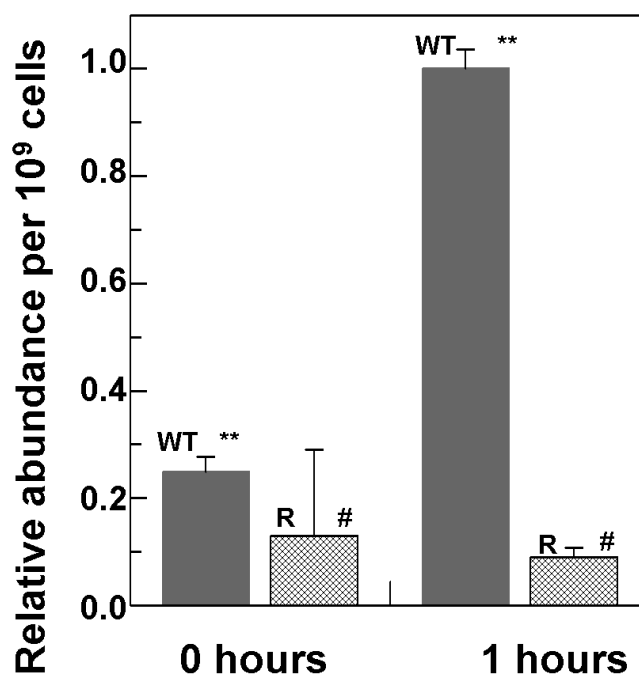 Relative abundance per 10⁹ cells
1.0
0.8
0.6
0.4
0.2
0.0
WT **
R #
WT **
R #
0 hours
1 hours